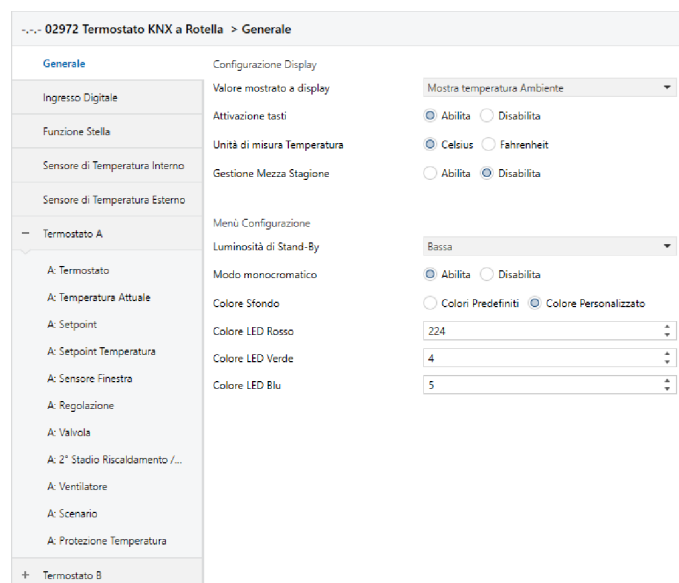 -.-.- 02972 Termostato KNX a Rotella > Generale
Generale
Ingresso Digitale
Funzione Stella
Sensore di Temperatura Interno
Sensore di Temperatura Esterno
− Termostato A
A: Termostato
A: Temperatura Attuale
A: Setpoint
A: Setpoint Temperatura
A: Sensore Finestra
A: Regolazione
A: Valvola
A: 2° Stadio Riscaldamento /...
A: Ventilatore
A: Scenario
A: Protezione Temperatura
+ Termostato B
Configurazione Display
Valore mostrato a display Mostra temperatura Ambiente
Attivazione tasti Abilita Disabilita
Unità di misura Temperatura Celsius Fahrenheit
Gestione Mezza Stagione Abilita Disabilita
Menù Configurazione
Luminosità di Stand-By Bassa
Modo monocromatico Abilita Disabilita
Colore Sfondo Colori Predefiniti Colore Personalizzato
Colore LED Rosso 224
Colore LED Verde 4
Colore LED Blu 5